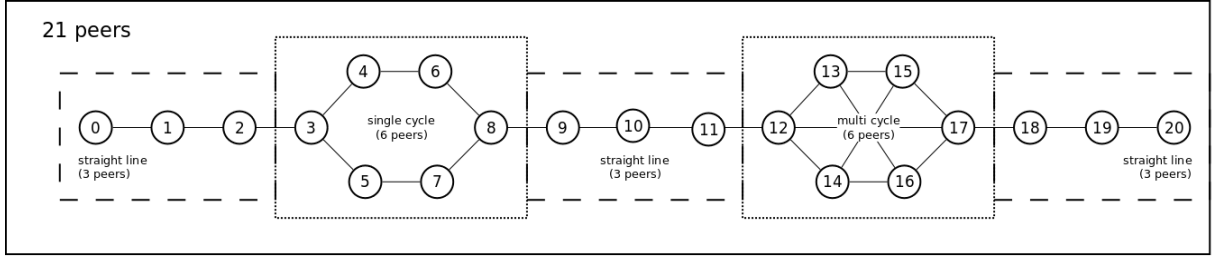 21 peers
0
1
2
3
4
6
5
7
8
9
10
11
12
13
15
14
16
17
18
19
20
straight line
(3 peers)
single cycle
(6 peers)
straight line
(3 peers)
multi cycle
(6 peers)
straight line
(3 peers)